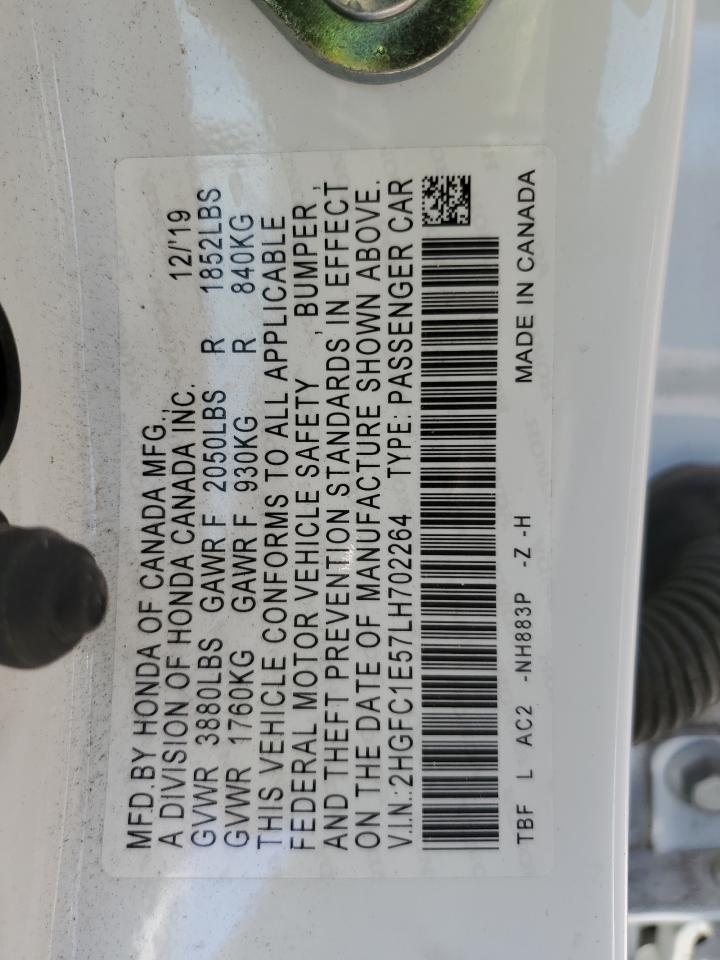 MFD. BY HONDA OF CANADA MFG., 12/'19
A DIVISION OF HONDA CANADA INC.
GVWR 3880LBS GAWR F 2050LBS R 1852LBS
GVWR 1760KG GAWR F 930KG R 840KG
THIS VEHICLE CONFORMS TO ALL APPLICABLE
FEDERAL MOTOR VEHICLE SAFETY , BUMPER ,
AND THEFT PREVENTION STANDARDS IN EFFECT
ON THE DATE OF MANUFACTURE SHOWN ABOVE.
V.I.N.:2HGFC1E57LH702264 TYPE: PASSENGER CAR
TBF L AC2 -NH883P -Z -H MADE IN CANADA